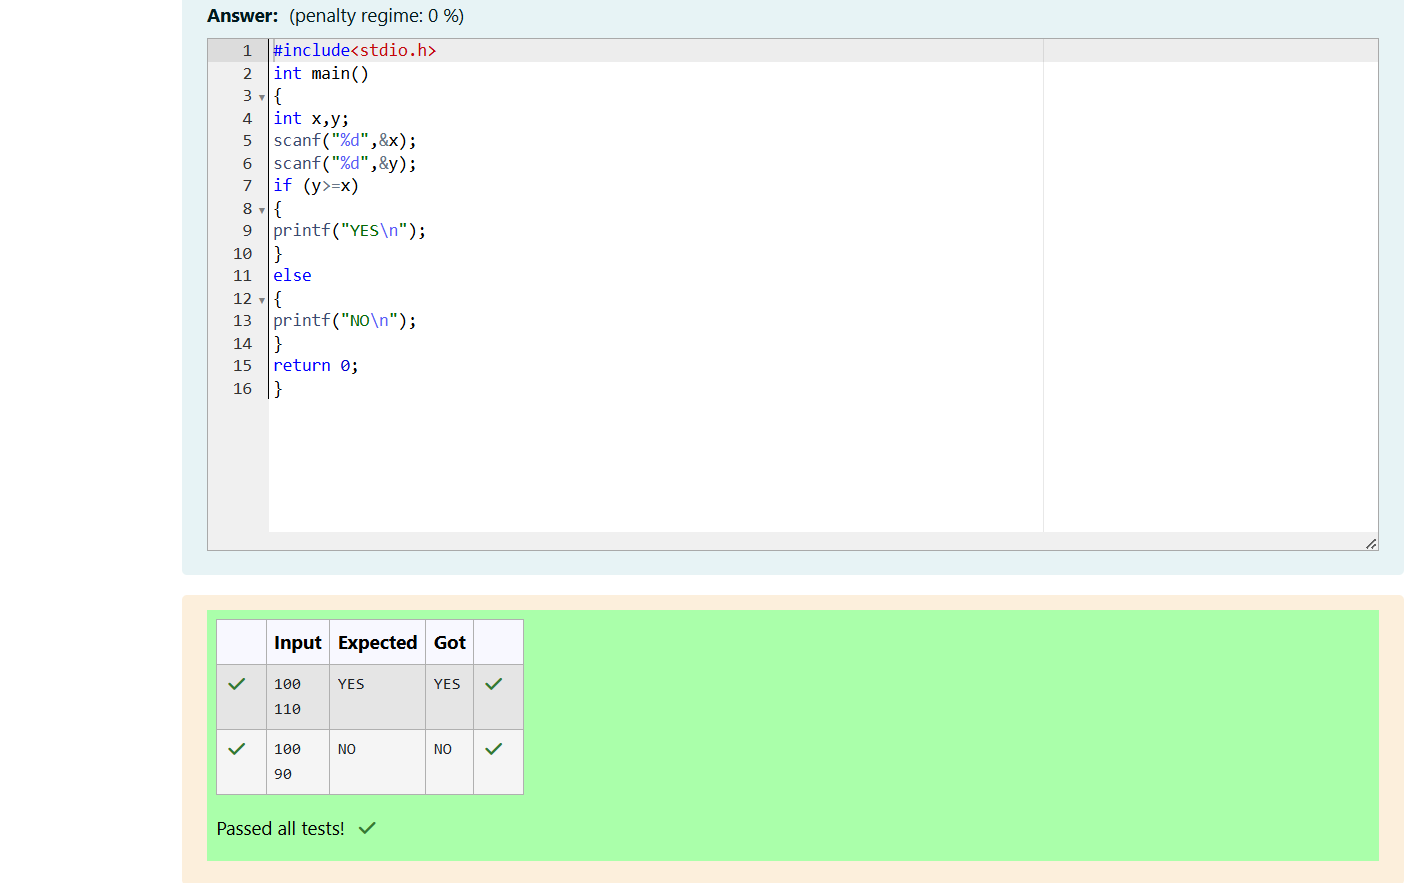 Answer: (penalty regime: 0 %)
1 #include<stdio.h>
2 int main()
3 {
4 int x,y;
5 scanf("%d",&x);
6 scanf("%d",&y);
7 if (y>=x)
8 {
9 printf("YES\n");
10 }
11 else
12 {
13 printf("NO\n");
14 }
15 return 0;
16 }
Input Expected Got
100 YES YES
110
100 NO NO
90
Passed all tests!